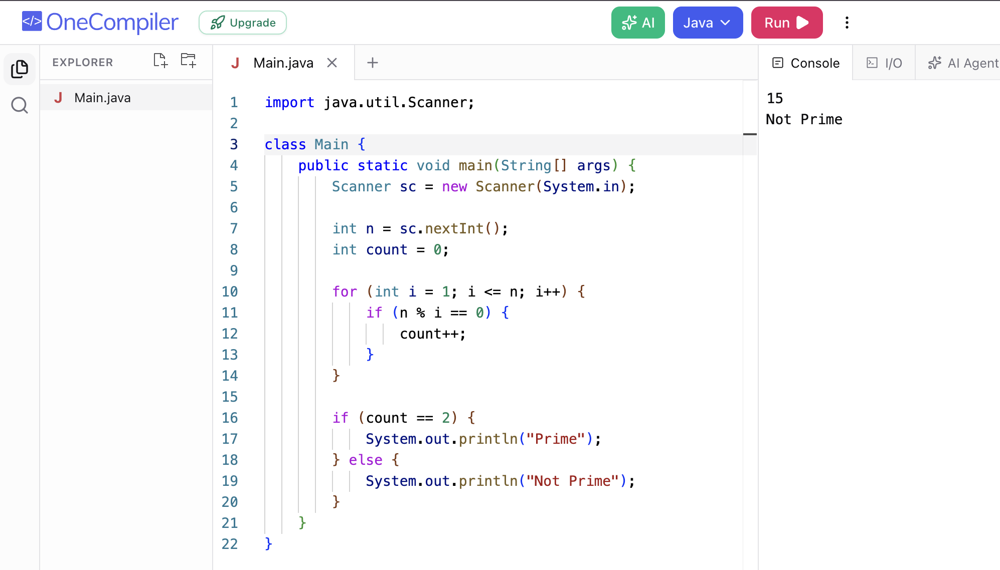 </> OneCompiler
Upgrade
AI
Java
Run
EXPLORER
J Main.java
J Main.java
1 import java.util.Scanner;
2
3 class Main {
4     public static void main(String[] args) {
5         Scanner sc = new Scanner(System.in);
6
7         int n = sc.nextInt();
8         int count = 0;
9
10         for (int i = 1; i <= n; i++) {
11             if (n % i == 0) {
12                 count++;
13             }
14         }
15
16         if (count == 2) {
17             System.out.println("Prime");
18         } else {
19             System.out.println("Not Prime");
20         }
21     }
22 }
Console
I/O
AI Agent
15
Not Prime